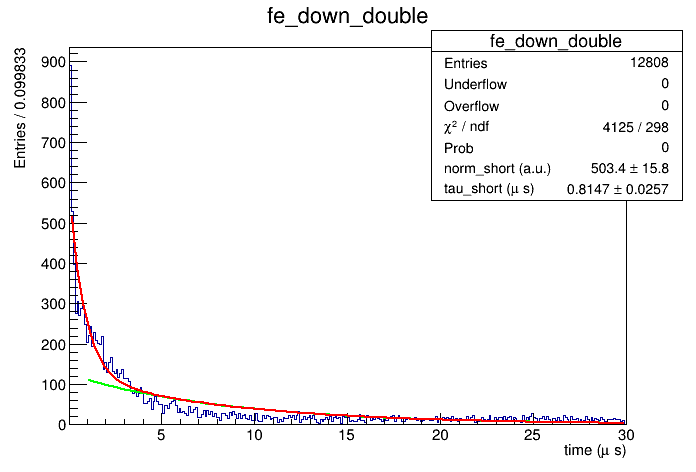 fe_down_double
fe_down_double
Entries 12808
Underflow 0
Overflow 0
χ² / ndf 4125 / 298
Prob 0
norm_short (a.u.) 503.4 ± 15.8
tau_short (μ s) 0.8147 ± 0.0257
Entries / 0.099833
900
800
700
600
500
400
300
200
100
0
5 10 15 20 25 30
time (μ s)